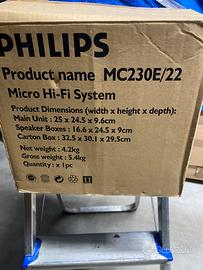 PHILIPS
Product name MC230E/22
Micro Hi-Fi System
Product Dimensions (width x height x depth):
Main Unit : 25 x 24.5 x 9.6cm
Speaker Boxes : 16.6 x 24.5 x 9cm
Carton Box : 32.5 x 30.1 x 29.5cm
Net weight : 4.2kg
Gross weight : 5.4kg
Quantity : x 1pc